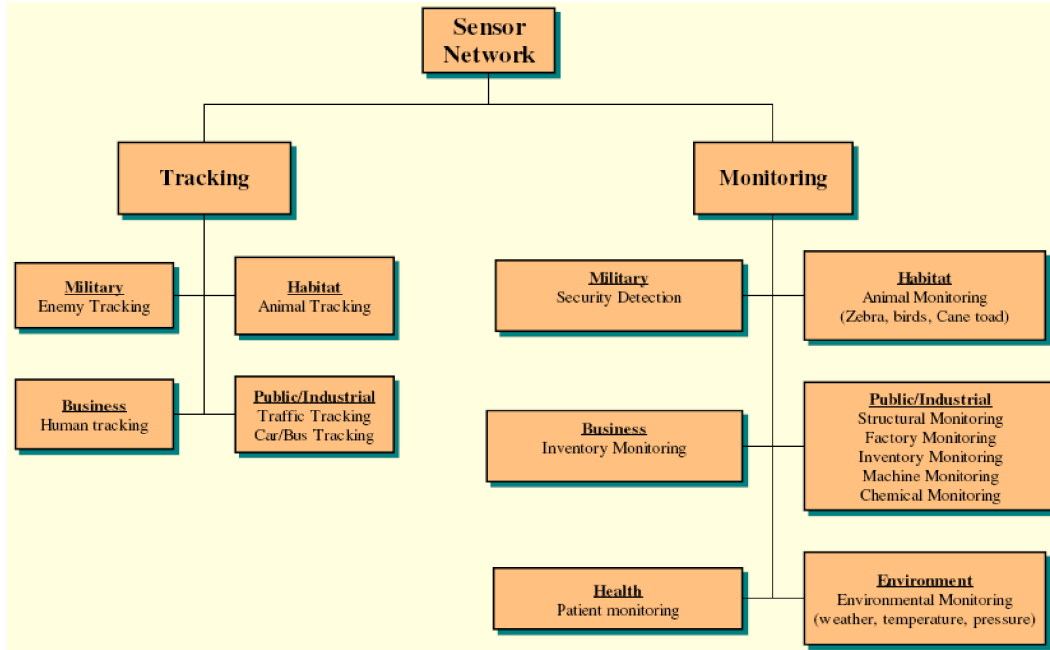 Sensor
Network
Tracking
Monitoring
Military
Enemy Tracking
Habitat
Animal Tracking
Military
Security Detection
Habitat
Animal Monitoring
(Zebra, birds, Cane toad)
Business
Human tracking
Public/Industrial
Traffic Tracking
Car/Bus Tracking
Business
Inventory Monitoring
Public/Industrial
Structural Monitoring
Factory Monitoring
Inventory Monitoring
Machine Monitoring
Chemical Monitoring
Health
Patient monitoring
Environment
Environmental Monitoring
(weather, temperature, pressure)